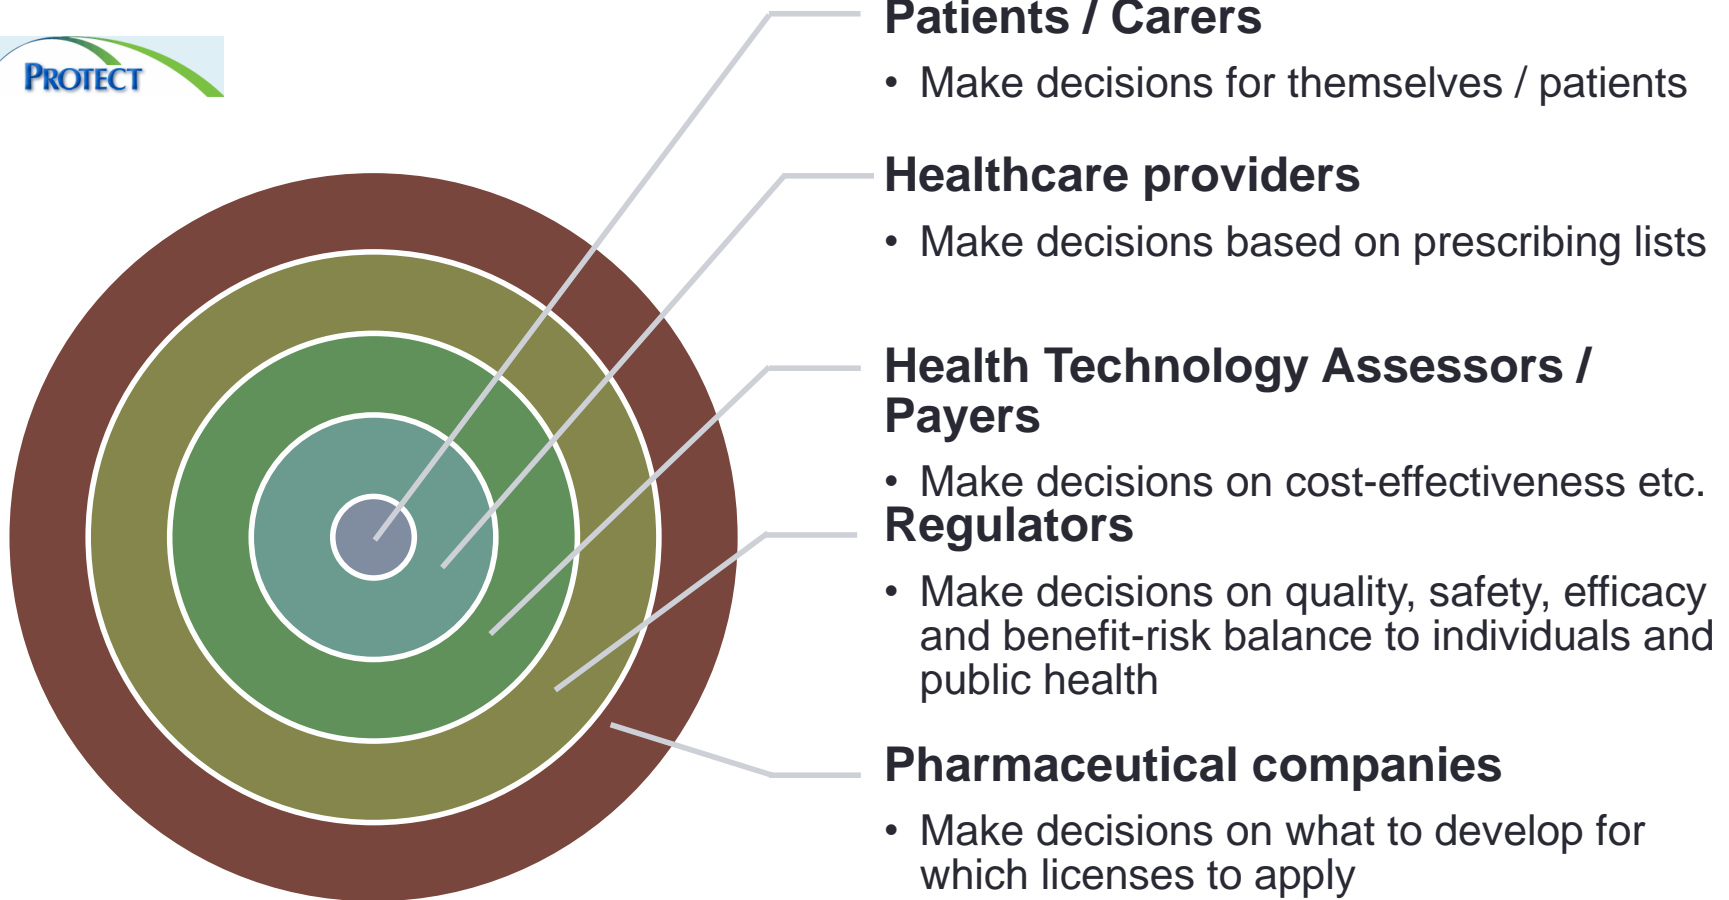 PROTECT
Patients / Carers
• Make decisions for themselves / patients
Healthcare providers
• Make decisions based on prescribing lists
Health Technology Assessors /
Payers
• Make decisions on cost-effectiveness etc.
Regulators
• Make decisions on quality, safety, efficacy
and benefit-risk balance to individuals and
public health
Pharmaceutical companies
• Make decisions on what to develop for
which licenses to apply